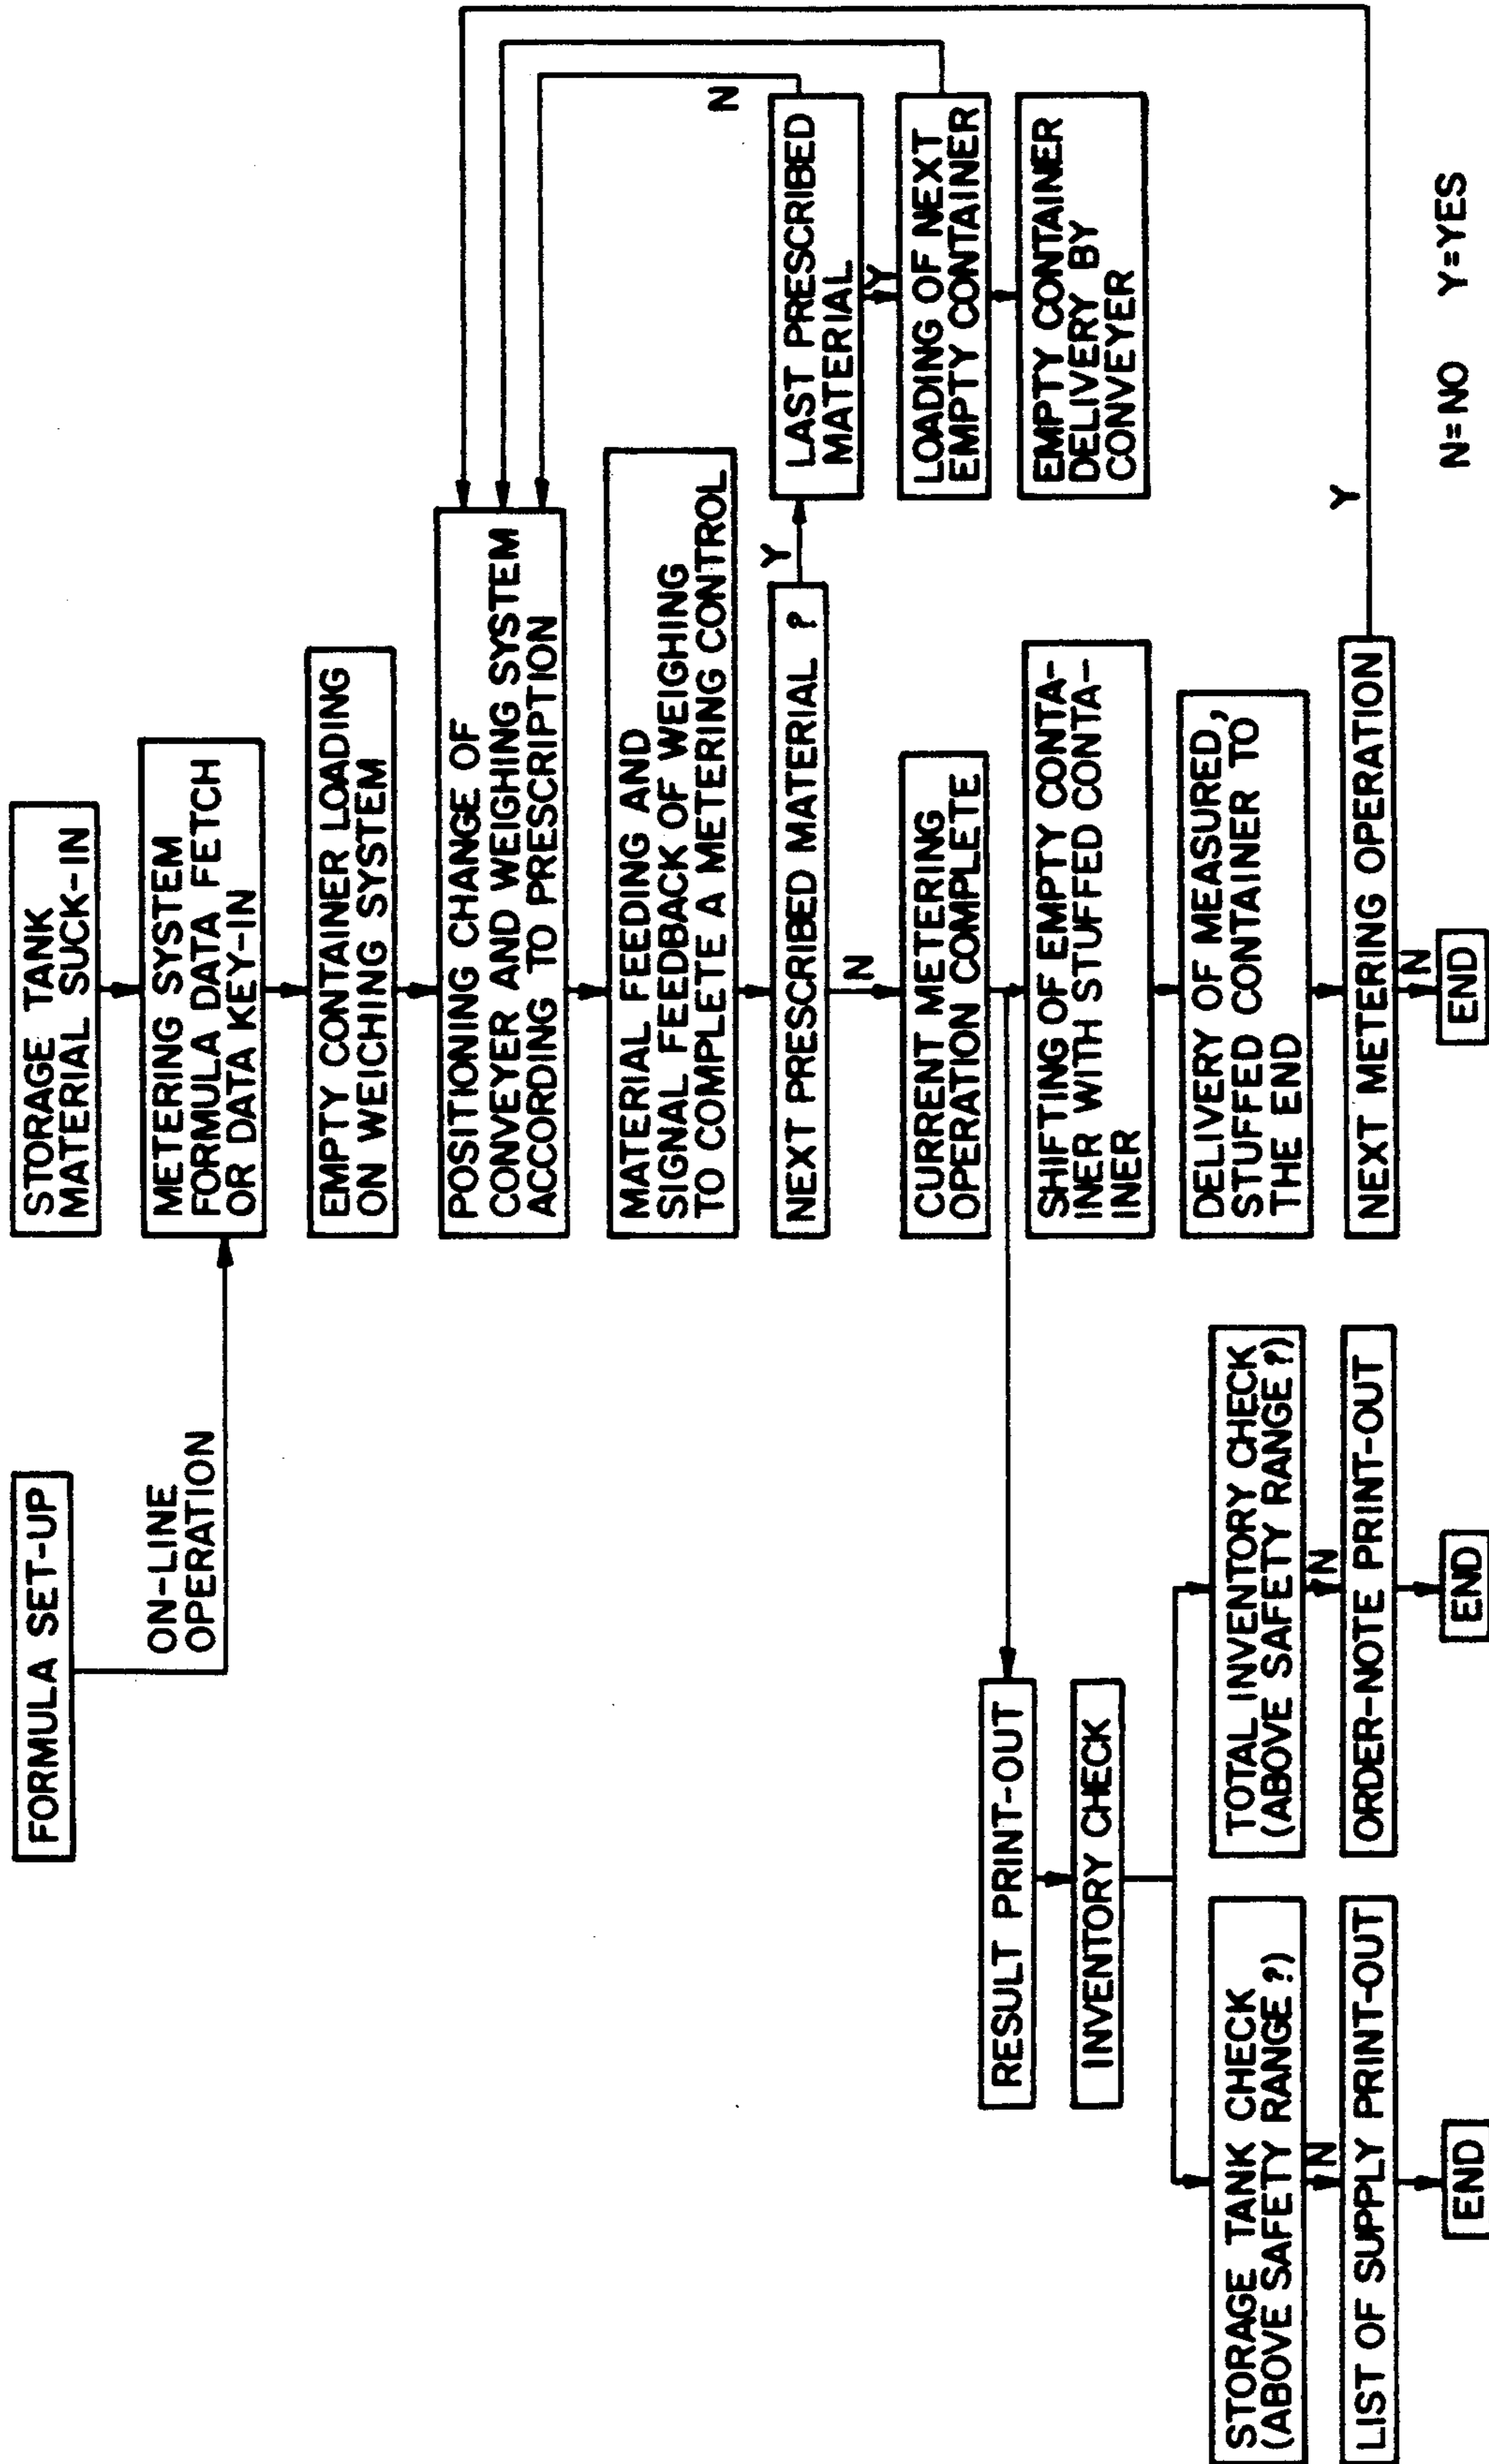 FORMULA SET-UP
ON-LINE
OPERATION
STORAGE TANK
MATERIAL SUCK-IN
METERING SYSTEM
FORMULA DATA FETCH
OR DATA KEY-IN
EMPTY CONTAINER LOADING
ON WEICHING SYSTEM
POSITIONING CHANGE OF
CONVEYER AND WEIGHING SYSTEM
ACCORDING TO PRESCRIPTION
MATERIAL FEEDING AND
SIGNAL FEEDBACK OF WEIGHING
TO COMPLETE A METERING CONTROL
NEXT PRESCRIBED MATERIAL ?
Y
N
LAST PRESCRIBED
MATERIAL
N
Y
LOADING OF NEXT
EMPTY CONTAINER
EMPTY CONTAINER
DELIVERY BY
CONVEYER
CURRENT METERING
OPERATION COMPLETE
SHIFTING OF EMPTY CONTA-
INER WITH STUFFED CONTA-
INER
DELIVERY OF MEASURED,
STUFFED CONTAINER TO
THE END
NEXT METERING OPERATION
Y
N
END
RESULT PRINT-OUT
INVENTORY CHECK
STORAGE TANK CHECK
(ABOVE SAFETY RANGE ?)
N
LIST OF SUPPLY PRINT-OUT
END
TOTAL INVENTORY CHECK
(ABOVE SAFETY RANGE ?)
N
ORDER-NOTE PRINT-OUT
END
N=NO Y=YES